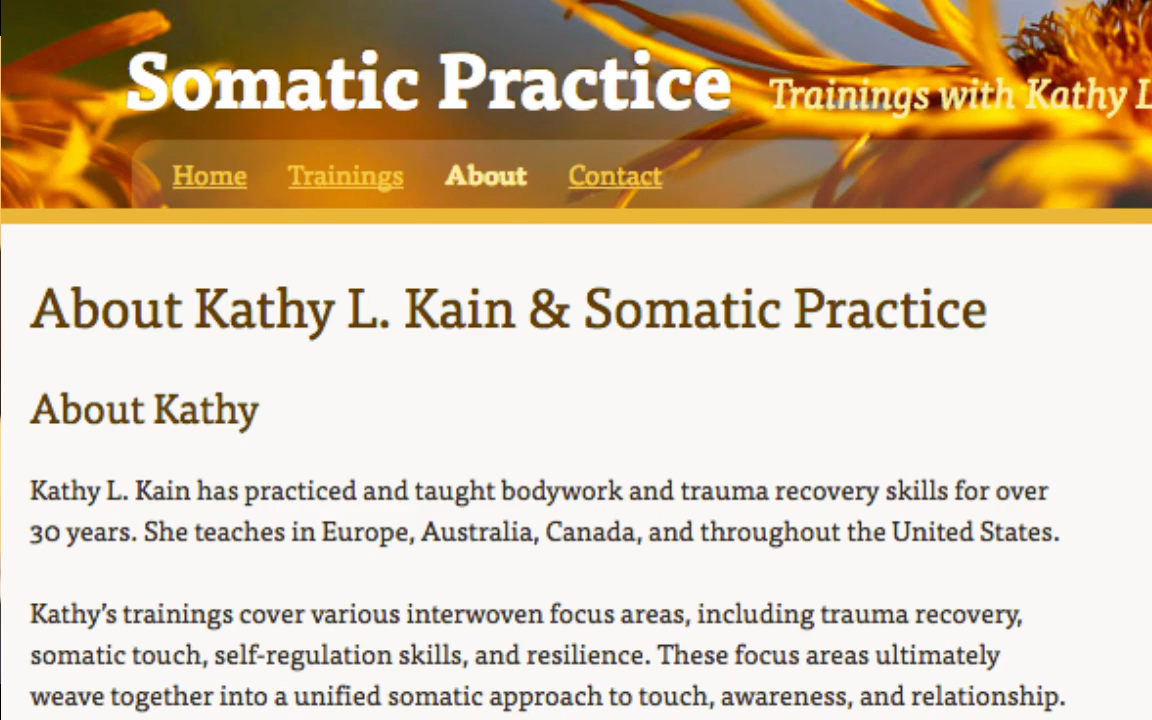 Somatic Practice Trainings with Kathy L
Home Trainings About Contact
About Kathy L. Kain & Somatic Practice
About Kathy
Kathy L. Kain has practiced and taught bodywork and trauma recovery skills for over
30 years. She teaches in Europe, Australia, Canada, and throughout the United States.
Kathy’s trainings cover various interwoven focus areas, including trauma recovery,
somatic touch, self-regulation skills, and resilience. These focus areas ultimately
weave together into a unified somatic approach to touch, awareness, and relationship.